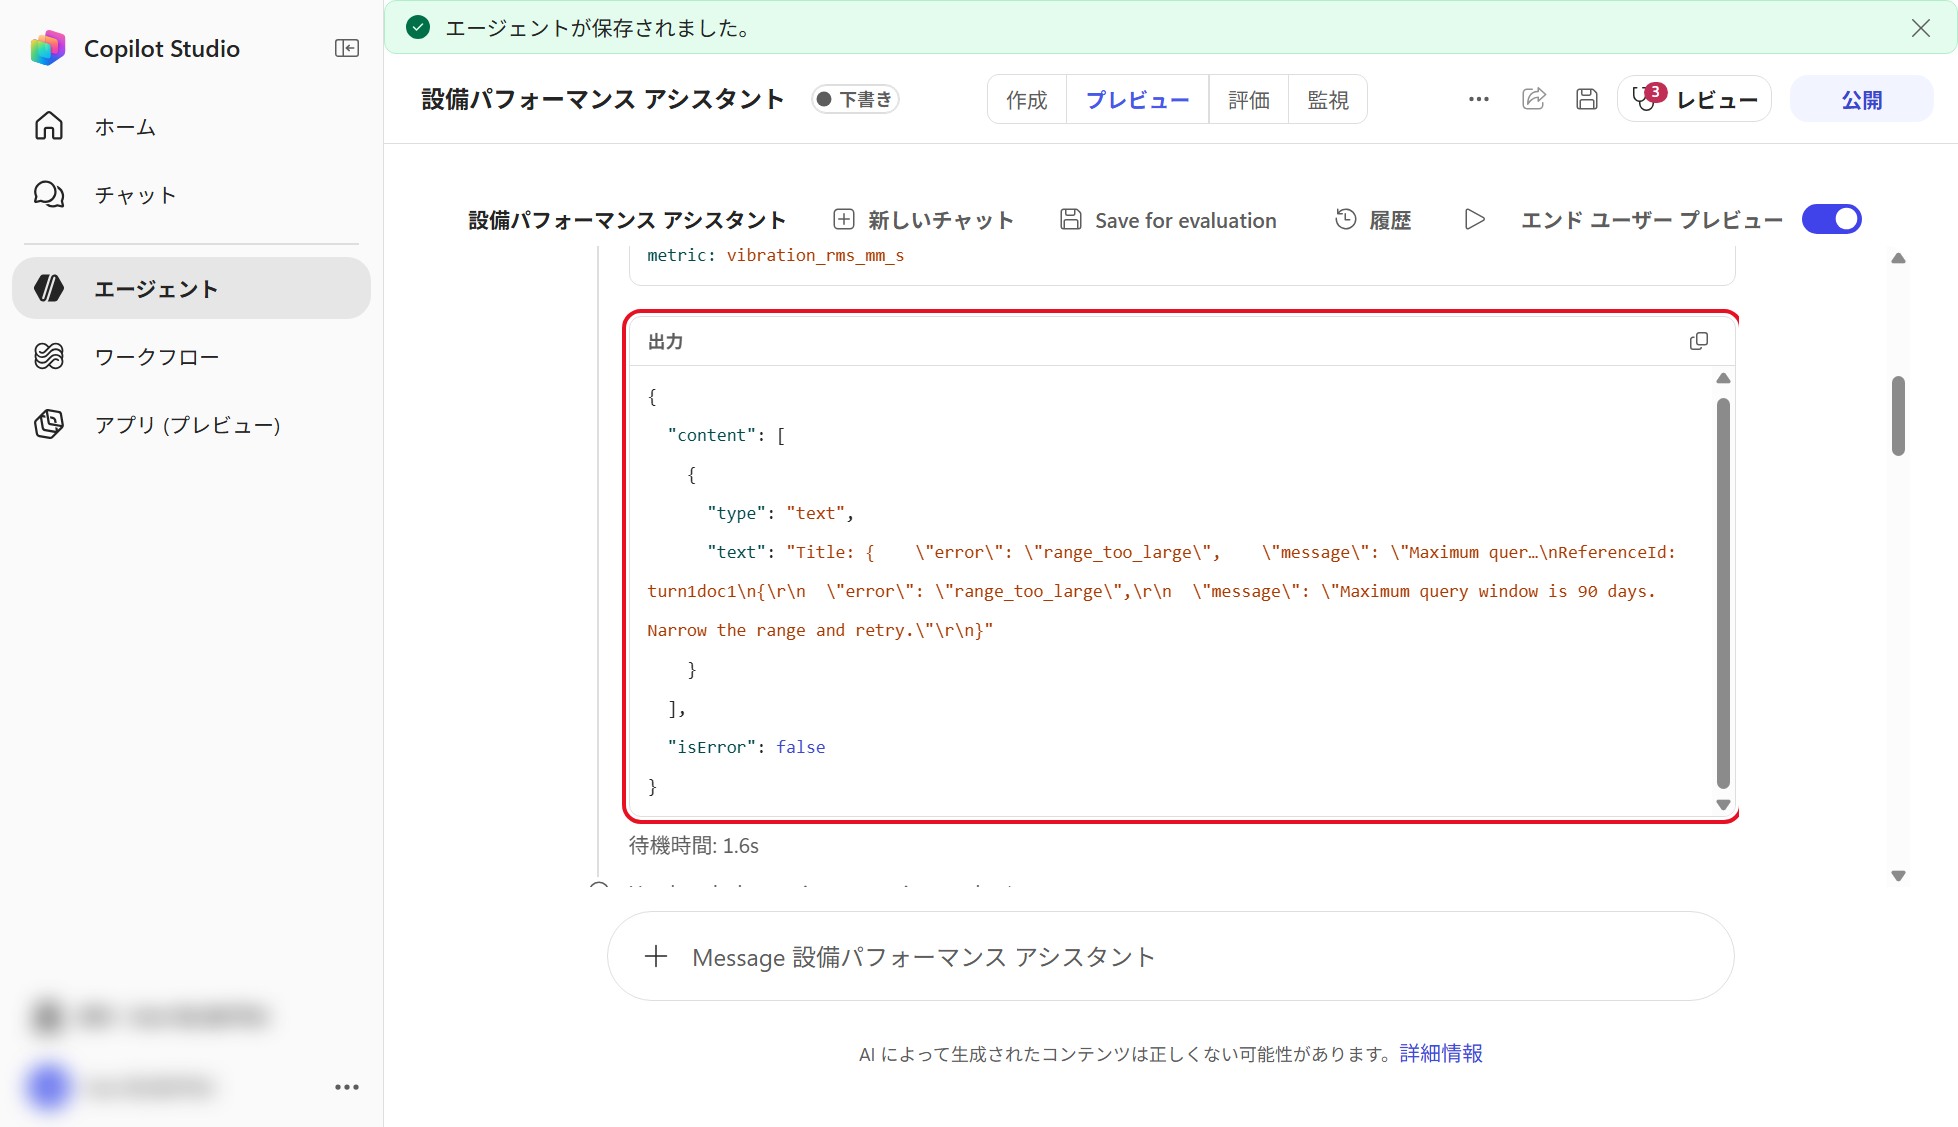 エージェントが保存されました。
Copilot Studio
ホーム
チャット
エージェント
ワークフロー
アプリ (プレビュー)
設備パフォーマンス アシスタント
下書き
作成
プレビュー
評価
監視
3
レビュー
公開
設備パフォーマンス アシスタント
新しいチャット
Save for evaluation
履歴
エンド ユーザー プレビュー
metric: vibration_rms_mm_s
出力
{
"content": [
{
"type": "text",
"text": "Title: {    \"error\": \"range_too_large\",    \"message\": \"Maximum quer…\nReferenceId:
turn1doc1\n{\r\n  \"error\": \"range_too_large\",\r\n  \"message\": \"Maximum query window is 90 days.
Narrow the range and retry.\"\r\n}"
}
],
"isError": false
}
待機時間: 1.6s
Message 設備パフォーマンス アシスタント
AI によって生成されたコンテンツは正しくない可能性があります。詳細情報